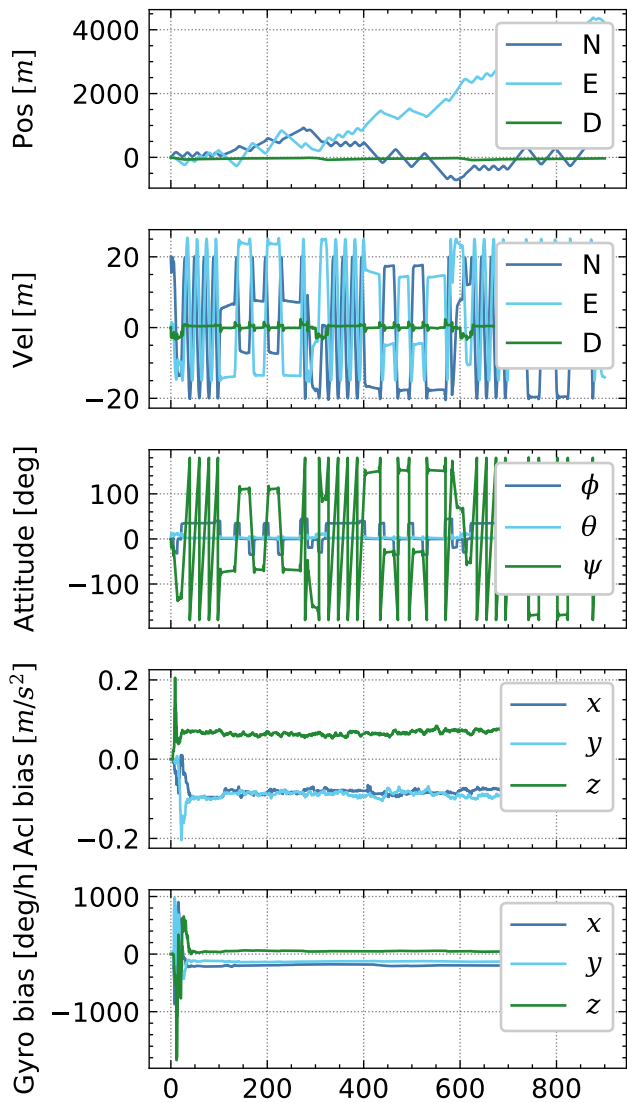 Pos [m]
4000
2000
0
N
E
D
Vel [m]
20
0
−20
N
E
D
Attitude [deg]
100
0
−100
ϕ
θ
ψ
Acl bias [m/s²]
0.2
0.0
−0.2
x
y
z
Gyro bias [deg/h]
1000
0
−1000
x
y
z
0 200 400 600 800